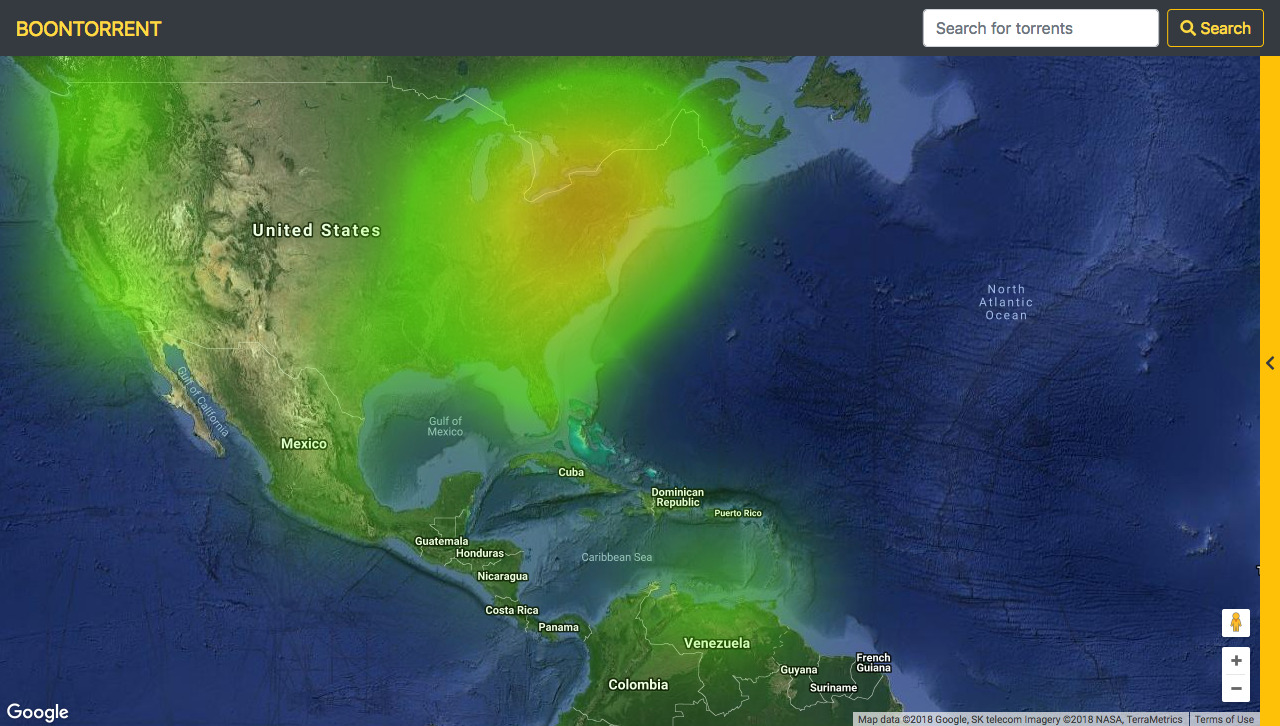 BOONTORRENT
Search for torrents
Search
United States
North
Atlantic
Ocean
Gulf of California
Gulf of
Mexico
Mexico
Cuba
Dominican
Republic
Puerto Rico
Guatemala
Honduras
Caribbean Sea
Nicaragua
Costa Rica
Panama
Venezuela
Guyana
French
Guiana
Suriname
Colombia
Google
Map data ©2018 Google, SK telecom Imagery ©2018 NASA, TerraMetrics
Terms of Use